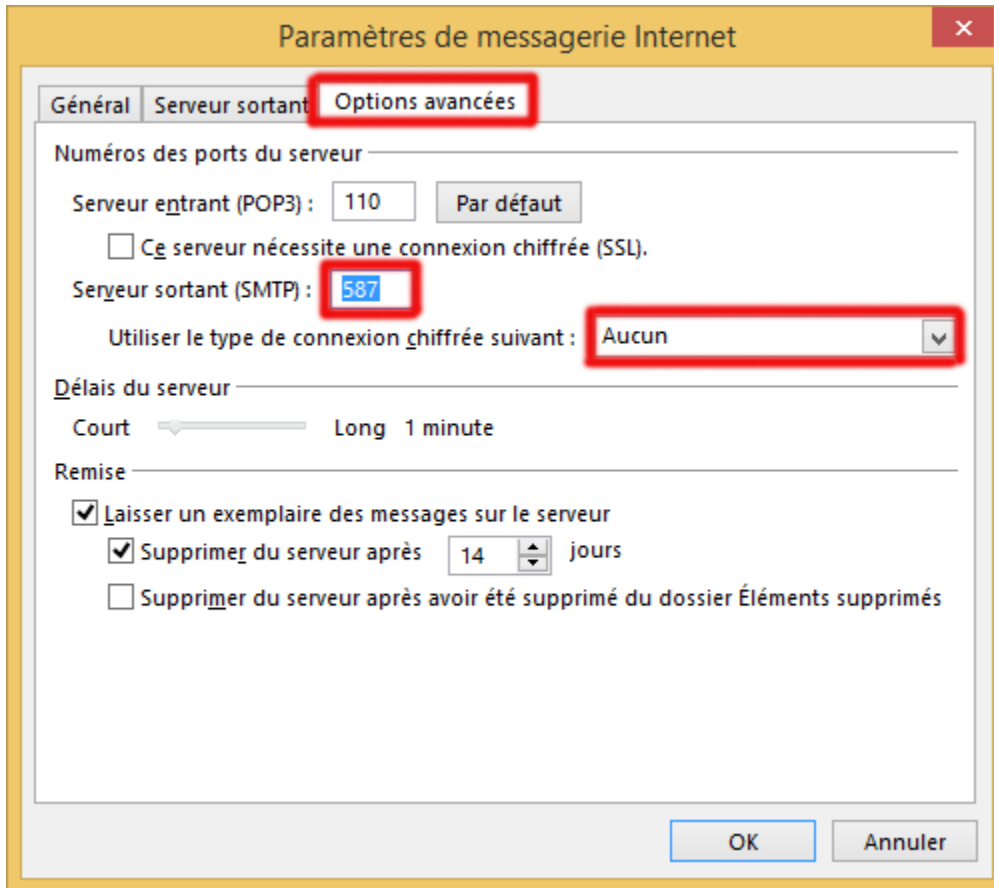 Paramètres de messagerie Internet
Général Serveur sortant Options avancées
Numéros des ports du serveur
Serveur entrant (POP3) : 110 Par défaut
Ce serveur nécessite une connexion chiffrée (SSL).
Serveur sortant (SMTP) : 587
Utiliser le type de connexion chiffrée suivant : Aucun
Délais du serveur
Court Long 1 minute
Remise
Laisser un exemplaire des messages sur le serveur
Supprimer du serveur après 14 jours
Supprimer du serveur après avoir été supprimé du dossier Éléments supprimés
OK Annuler